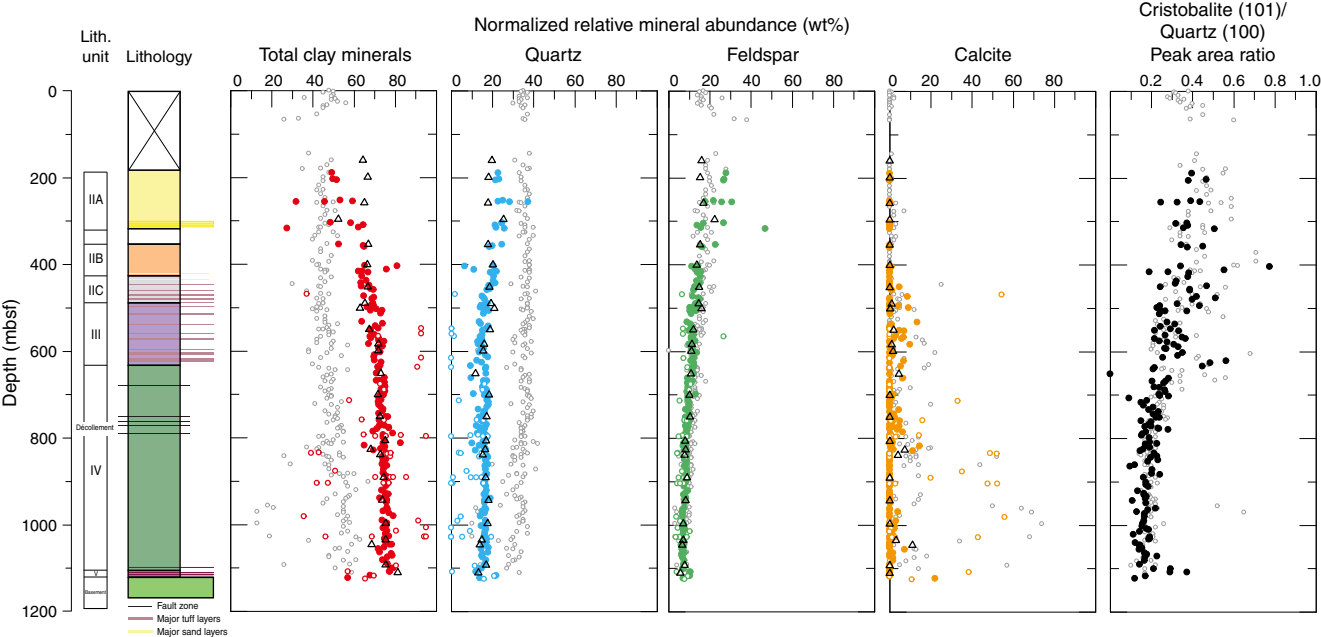 Normalized relative mineral abundance (wt%)
Cristobalite (101)/
Quartz (100)
Peak area ratio
Lith.
unit
Lithology
Total clay minerals
Quartz
Feldspar
Calcite
0 20 40 60 80
0 20 40 60 80
0 20 40 60 80
0 20 40 60 80
0.2 0.4 0.6 0.8 1.0
Depth (mbsf)
0
200
400
600
800
1000
1200
IIA
IIB
IIC
III
Décollement
IV
V
Basement
Fault zone
Major tuff layers
Major sand layers